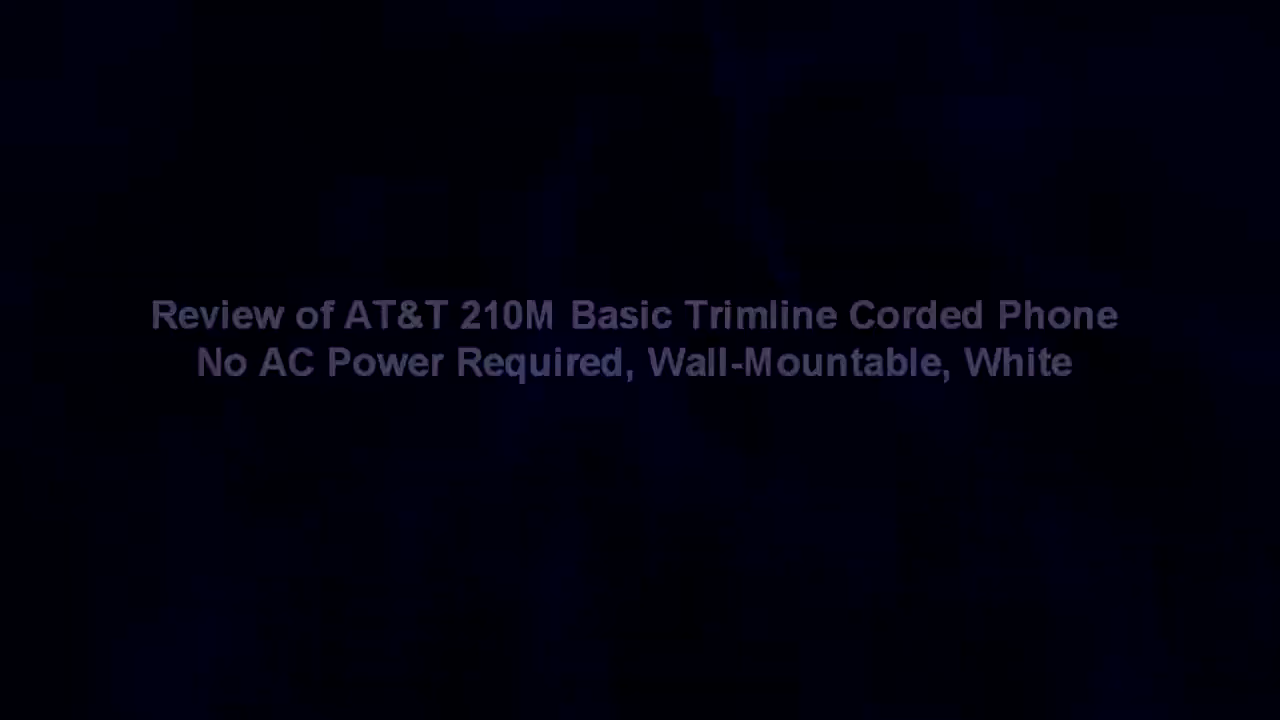 Review of AT&T 210M Basic Trimline Corded Phone
No AC Power Required, Wall-Mountable, White